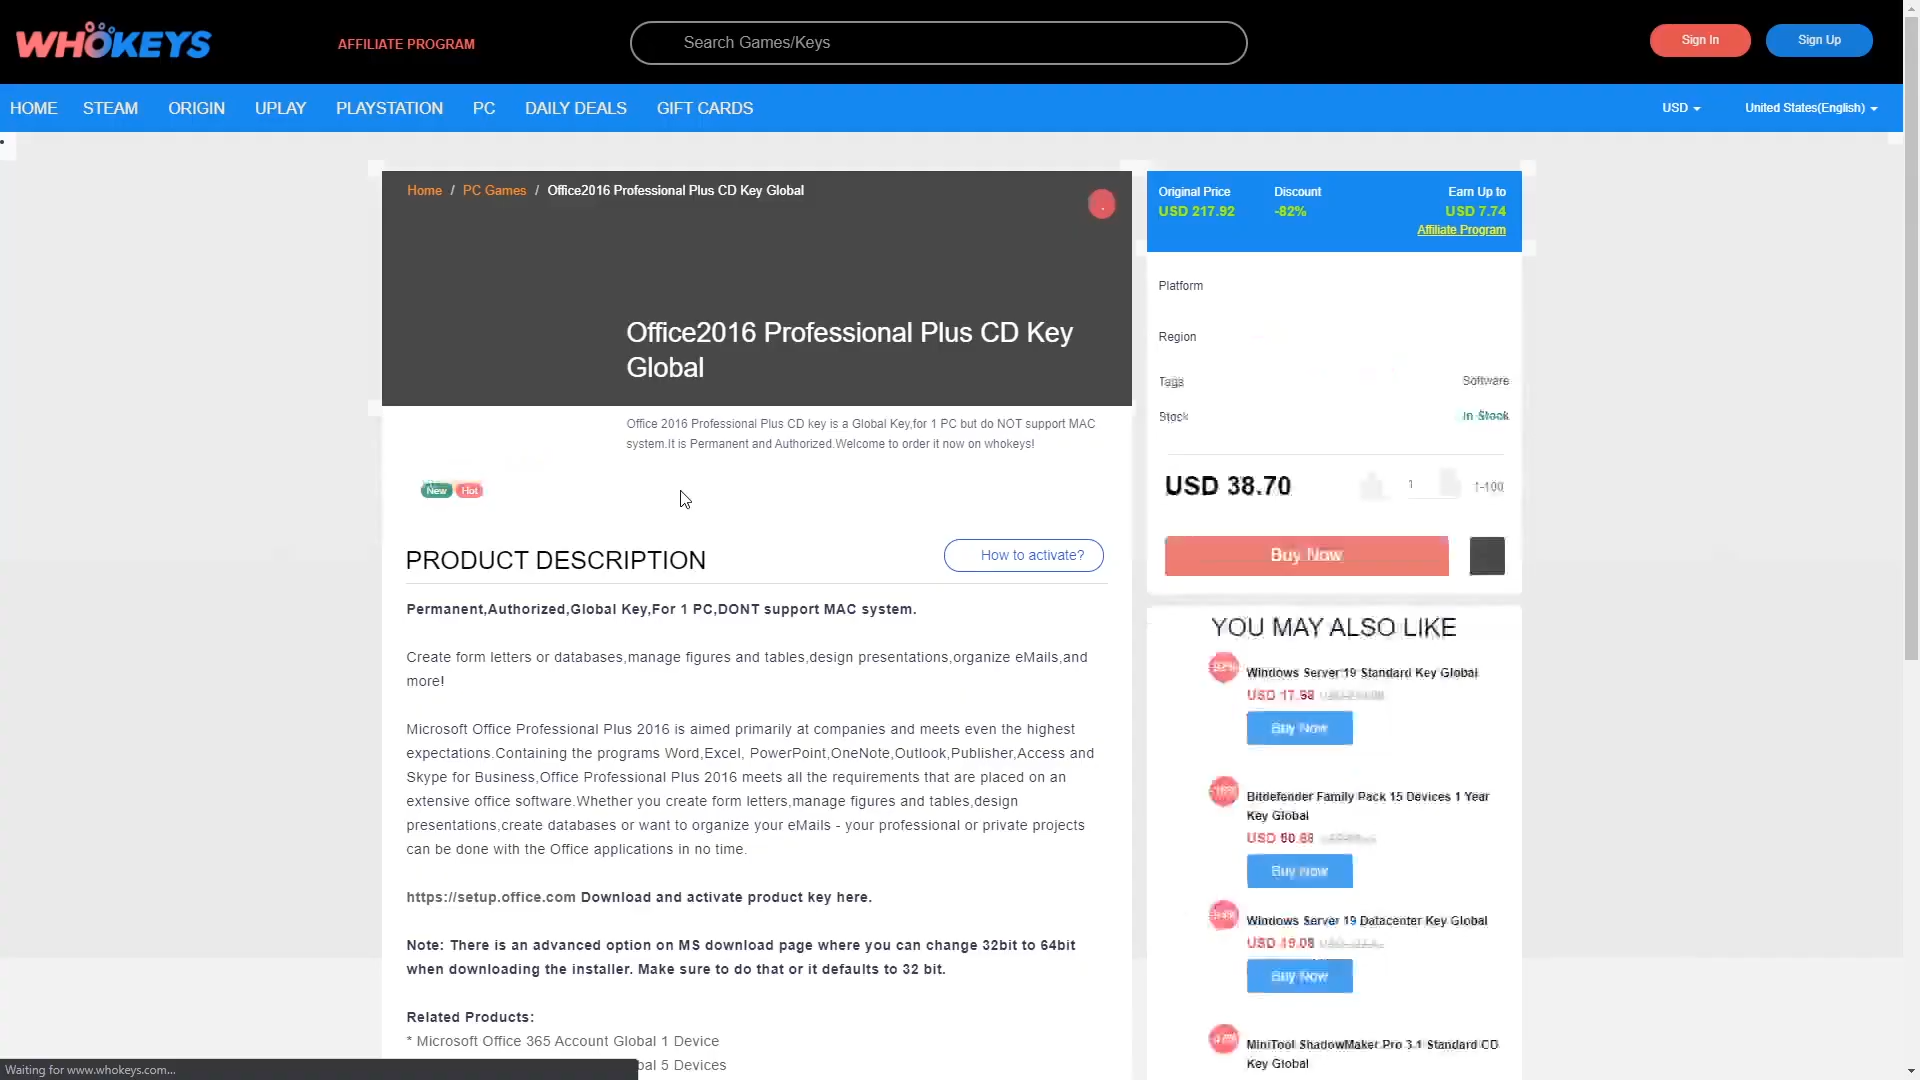 WHOKEYS
AFFILIATE PROGRAM
Search Games/Keys
Sign In
Sign Up
HOME STEAM ORIGIN UPLAY PLAYSTATION PC DAILY DEALS GIFT CARDS
USD
United States(English)
Home / PC Games / Office2016 Professional Plus CD Key Global
Office2016 Professional Plus CD Key
Global
Office 2016 Professional Plus CD key is a Global Key,for 1 PC but do NOT support MAC
system.It is Permanent and Authorized.Welcome to order it now on whokeys!
New Hot
PRODUCT DESCRIPTION
How to activate?
Permanent,Authorized,Global Key,For 1 PC,DONT support MAC system.
Create form letters or databases,manage figures and tables,design presentations,organize eMails,and
more!
Microsoft Office Professional Plus 2016 is aimed primarily at companies and meets even the highest
expectations.Containing the programs Word,Excel, PowerPoint,OneNote,Outlook,Publisher,Access and
Skype for Business,Office Professional Plus 2016 meets all the requirements that are placed on an
extensive office software.Whether you create form letters,manage figures and tables,design
presentations,create databases or want to organize your eMails - your professional or private projects
can be done with the Office applications in no time.
https://setup.office.com Download and activate product key here.
Note: There is an advanced option on MS download page where you can change 32bit to 64bit
when downloading the installer. Make sure to do that or it defaults to 32 bit.
Related Products:
* Microsoft Office 365 Account Global 1 Device
bal 5 Devices
Original Price Discount Earn Up to
USD 217.92 -82% USD 7.74
Affiliate Program
Platform
Region
Tags Software
Stock In Stock
USD 38.70
1
1-100
Buy Now
YOU MAY ALSO LIKE
Windows Server 19 Standard Key Global
USD 17.98
Buy Now
Bitdefender Family Pack 15 Devices 1 Year
Key Global
USD
Buy Now
Windows Server 19 Datacenter Key Global
USD 19.08
Buy Now
MiniTool ShadowMaker Pro 3.1 Standard CD
Key Global
Waiting for www.whokeys.com...